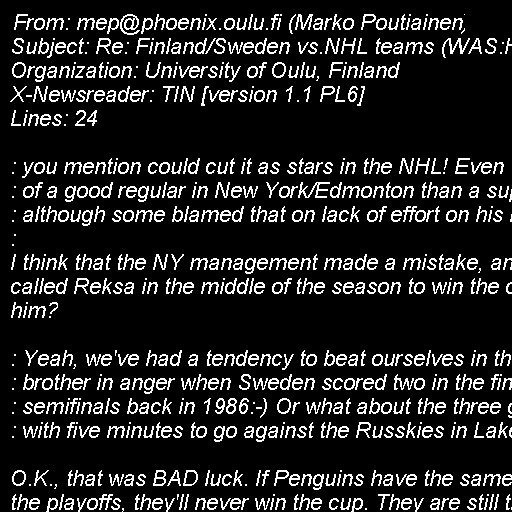 From: mep@phoenix.oulu.fi (Marko Poutiainen)
Subject: Re: Finland/Sweden vs.NHL teams (WAS:H
Organization: University of Oulu, Finland
X-Newsreader: TIN [version 1.1 PL6]
Lines: 24

: you mention could cut it as stars in the NHL! Even
: of a good regular in New York/Edmonton than a su
: although some blamed that on lack of effort on his
:
I think that the NY management made a mistake, an
called Reksa in the middle of the season to win the
him?

: Yeah, we've had a tendency to beat ourselves in th
: brother in anger when Sweden scored two in the fin
: semifinals back in 1986:-) Or what about the three
: with five minutes to go against the Russkies in Lake

O.K., that was BAD luck. If Penguins have the same
the playoffs, they'll never win the cup. They are still